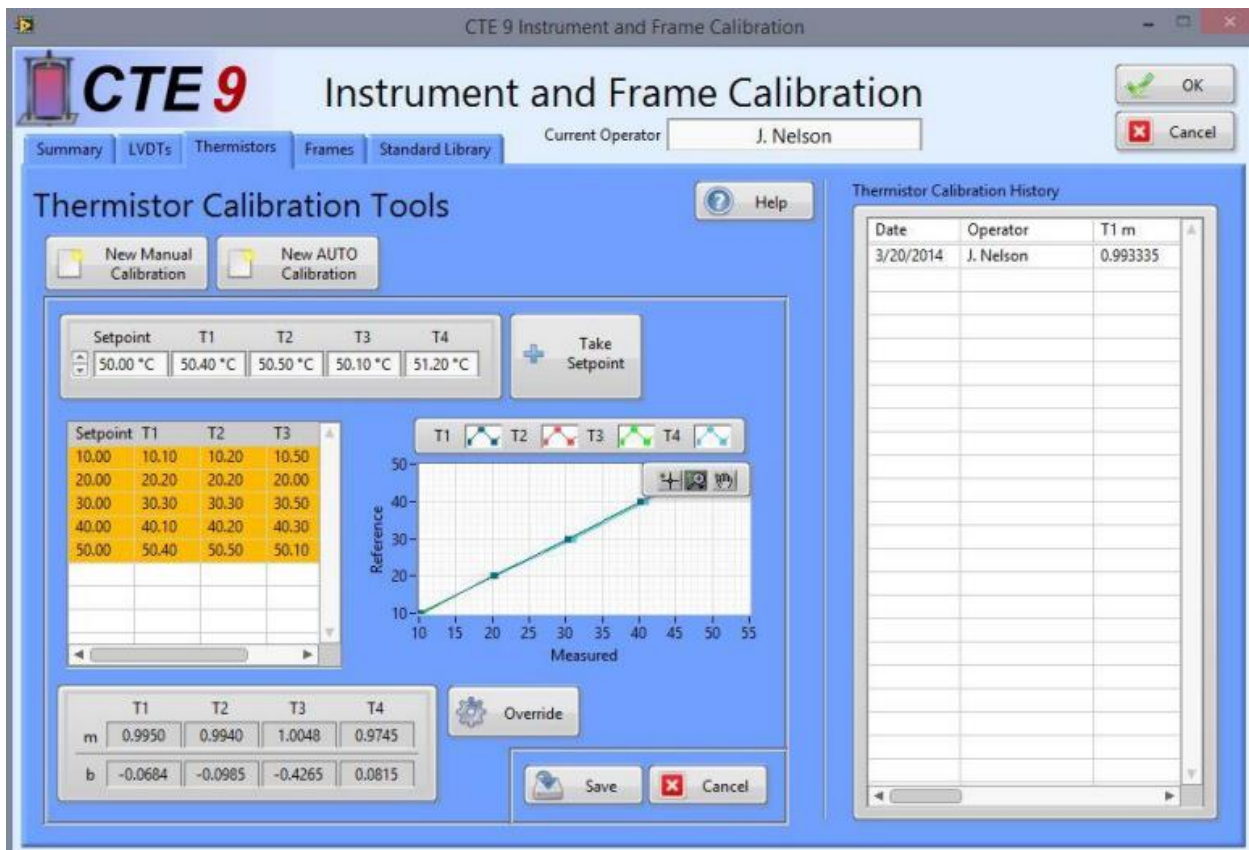 CTE 9 Instrument and Frame Calibration
CTE 9
Instrument and Frame Calibration
OK
Cancel
Current Operator J. Nelson
Summary LVDTs Thermistors Frames Standard Library
Thermistor Calibration Tools
Help
New Manual Calibration
New AUTO Calibration
Setpoint T1 T2 T3 T4
50.00 °C 50.40 °C 50.50 °C 50.10 °C 51.20 °C
Take Setpoint
Setpoint T1 T2 T3
10.00 10.10 10.20 10.50
20.00 20.20 20.20 20.00
30.00 30.30 30.30 30.50
40.00 40.10 40.20 40.30
50.00 50.40 50.50 50.10
T1 T2 T3 T4
50
40
30
20
10
Reference
10 15 20 25 30 35 40 45 50 55
Measured
T1 T2 T3 T4
m 0.9950 0.9940 1.0048 0.9745
b -0.0684 -0.0985 -0.4265 0.0815
Override
Save Cancel
Thermistor Calibration History
Date Operator T1 m
3/20/2014 J. Nelson 0.993335